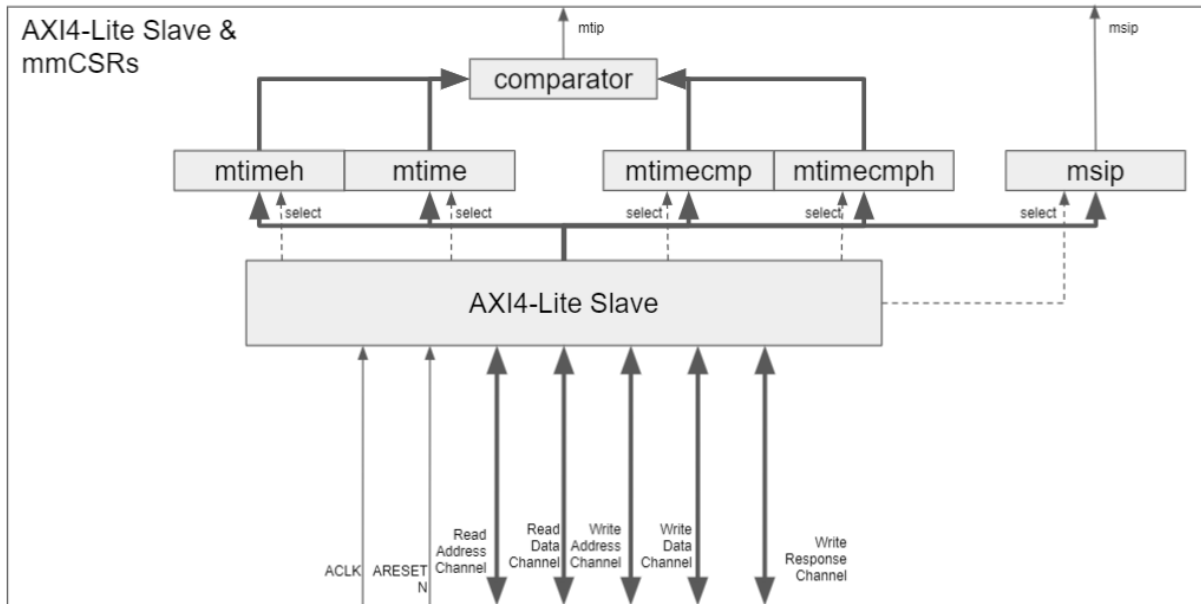 AXI4-Lite Slave &
mmCSRs
mtip
msip
comparator
mtimeh
mtime
mtimecmp
mtimecmph
msip
select
select
select
select
select
AXI4-Lite Slave
ACLK
ARESET
N
Read
Address
Channel
Read
Data
Channel
Write
Address
Channel
Write
Data
Channel
Write
Response
Channel